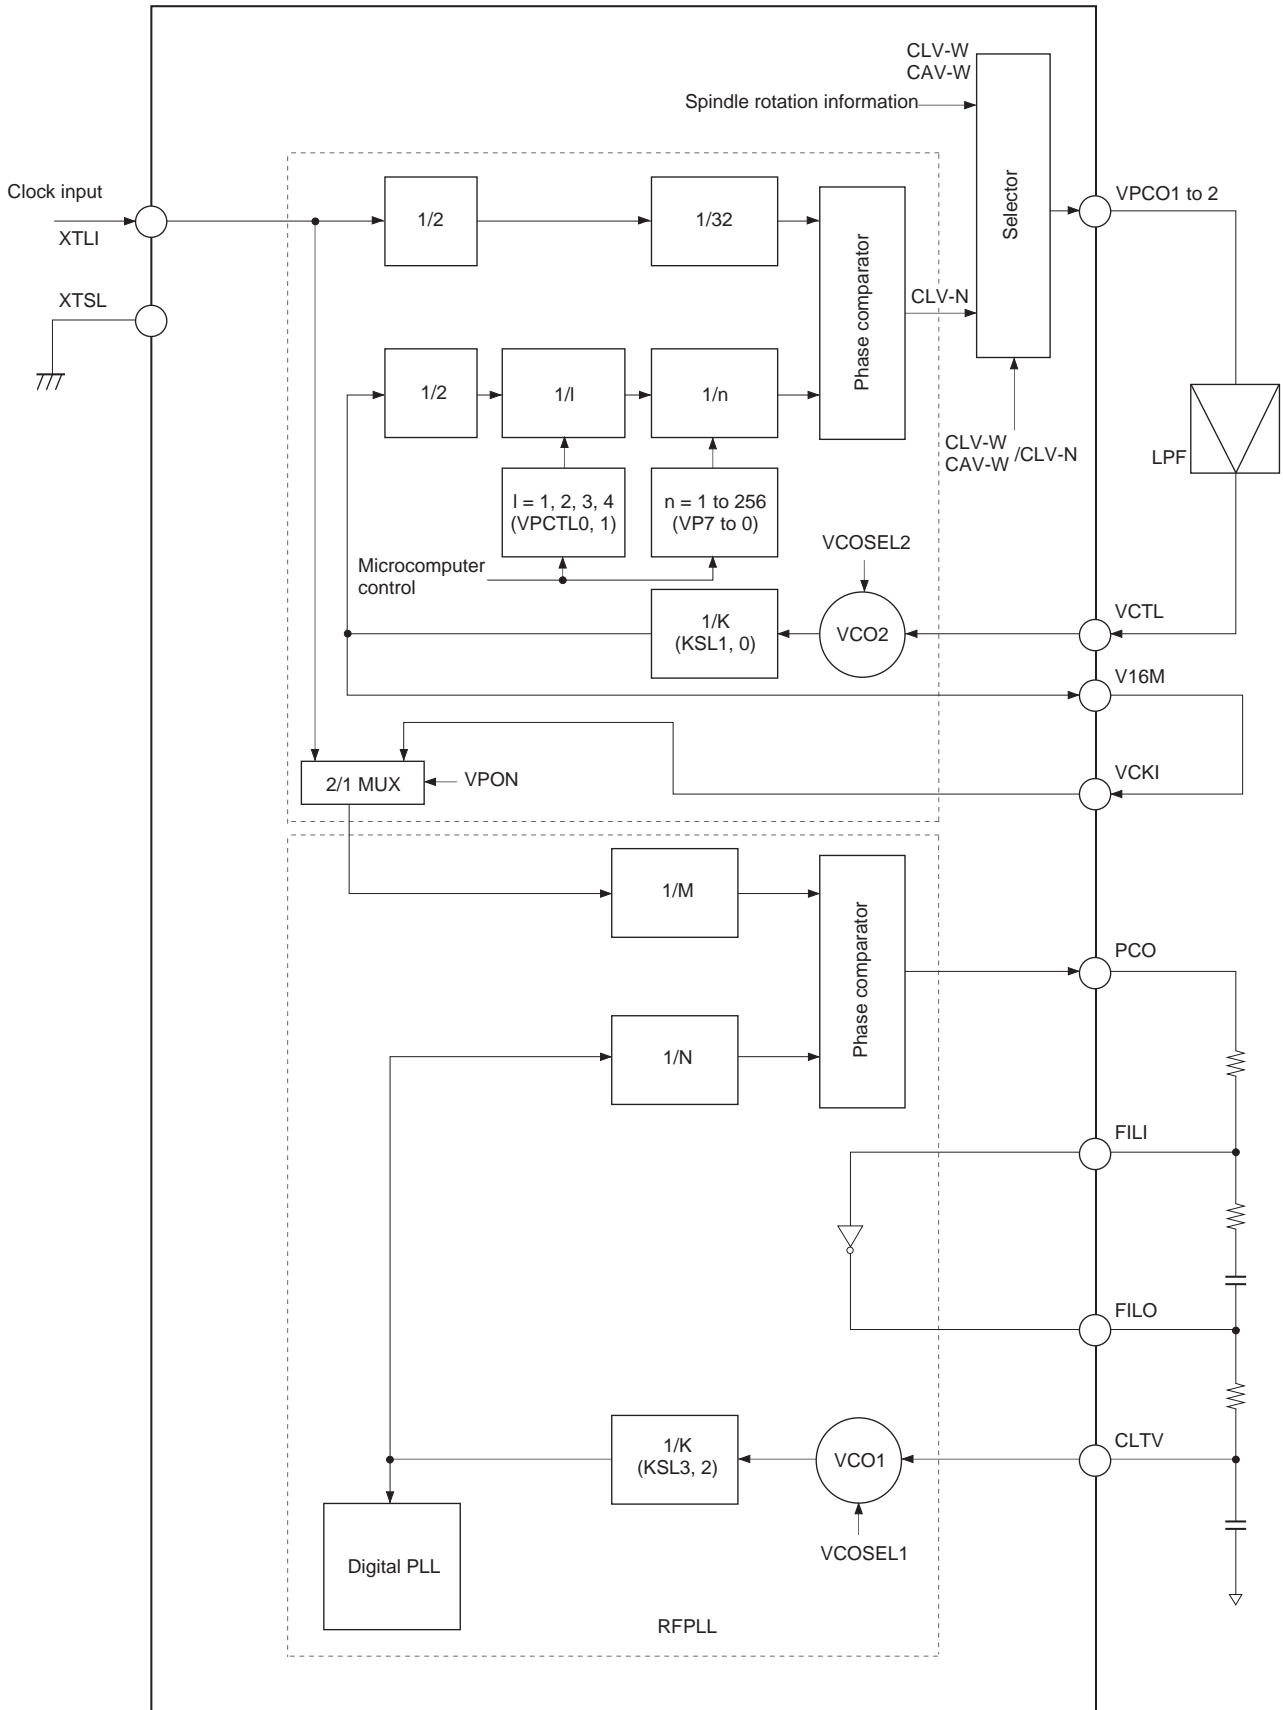 CLV-W
CAV-W
Spindle rotation information
Clock input
XTLI
XTSL
1/2
1/32
Phase comparator
Selector
VPCO1 to 2
CLV-N
1/2
1/l
1/n
CLV-W
CAV-W
/CLV-N
LPF
l = 1, 2, 3, 4
(VPCTL0, 1)
n = 1 to 256
(VP7 to 0)
Microcomputer
control
VCOSEL2
1/K
(KSL1, 0)
VCO2
VCTL
V16M
2/1 MUX
VPON
VCKI
1/M
Phase comparator
PCO
1/N
FILI
FILO
1/K
(KSL3, 2)
VCO1
CLTV
VCOSEL1
Digital PLL
RFPLL